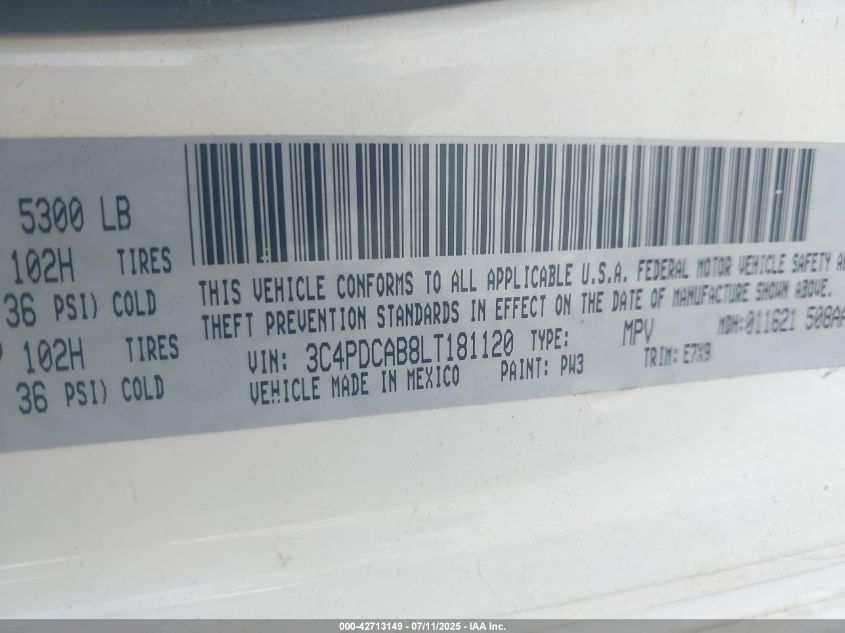 5300 LB
102H TIRES
36 PSI) COLD
102H TIRES
36 PSI) COLD
THIS VEHICLE CONFORMS TO ALL APPLICABLE U.S.A. FEDERAL MOTOR VEHICLE SAFETY
THEFT PREVENTION STANDARDS IN EFFECT ON THE DATE OF MANUFACTURE SHOWN ABOVE.
VIN: 3C4PDCAB8LT181120 TYPE: MPV MDH:011621 508AA
VEHICLE MADE IN MEXICO PAINT: PW3 TRIM: E7X9
000-42713149 - 07/11/2025 - IAA Inc.